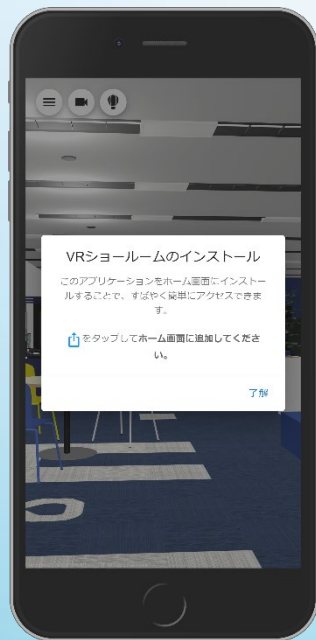 VRショールームのインストール
このアプリケーションをホーム画面にインストー
ルすることで、すばやく簡単にアクセスできま
す。
をタップしてホーム画面に追加してくださ
い。
了解